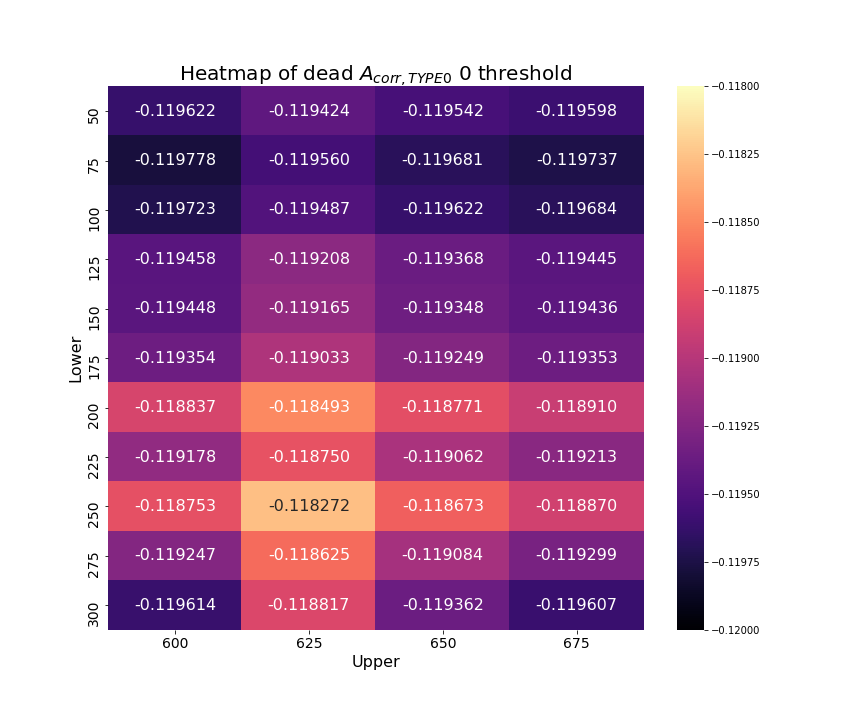 Heatmap of dead A_{corr, TYPE0} 0 threshold
Lower
50 -0.119622 -0.119424 -0.119542 -0.119598
75 -0.119778 -0.119560 -0.119681 -0.119737
100 -0.119723 -0.119487 -0.119622 -0.119684
125 -0.119458 -0.119208 -0.119368 -0.119445
150 -0.119448 -0.119165 -0.119348 -0.119436
175 -0.119354 -0.119033 -0.119249 -0.119353
200 -0.118837 -0.118493 -0.118771 -0.118910
225 -0.119178 -0.118750 -0.119062 -0.119213
250 -0.118753 -0.118272 -0.118673 -0.118870
275 -0.119247 -0.118625 -0.119084 -0.119299
300 -0.119614 -0.118817 -0.119362 -0.119607
600 625 650 675
Upper
−0.11800
−0.11825
−0.11850
−0.11875
−0.11900
−0.11925
−0.11950
−0.11975
−0.12000